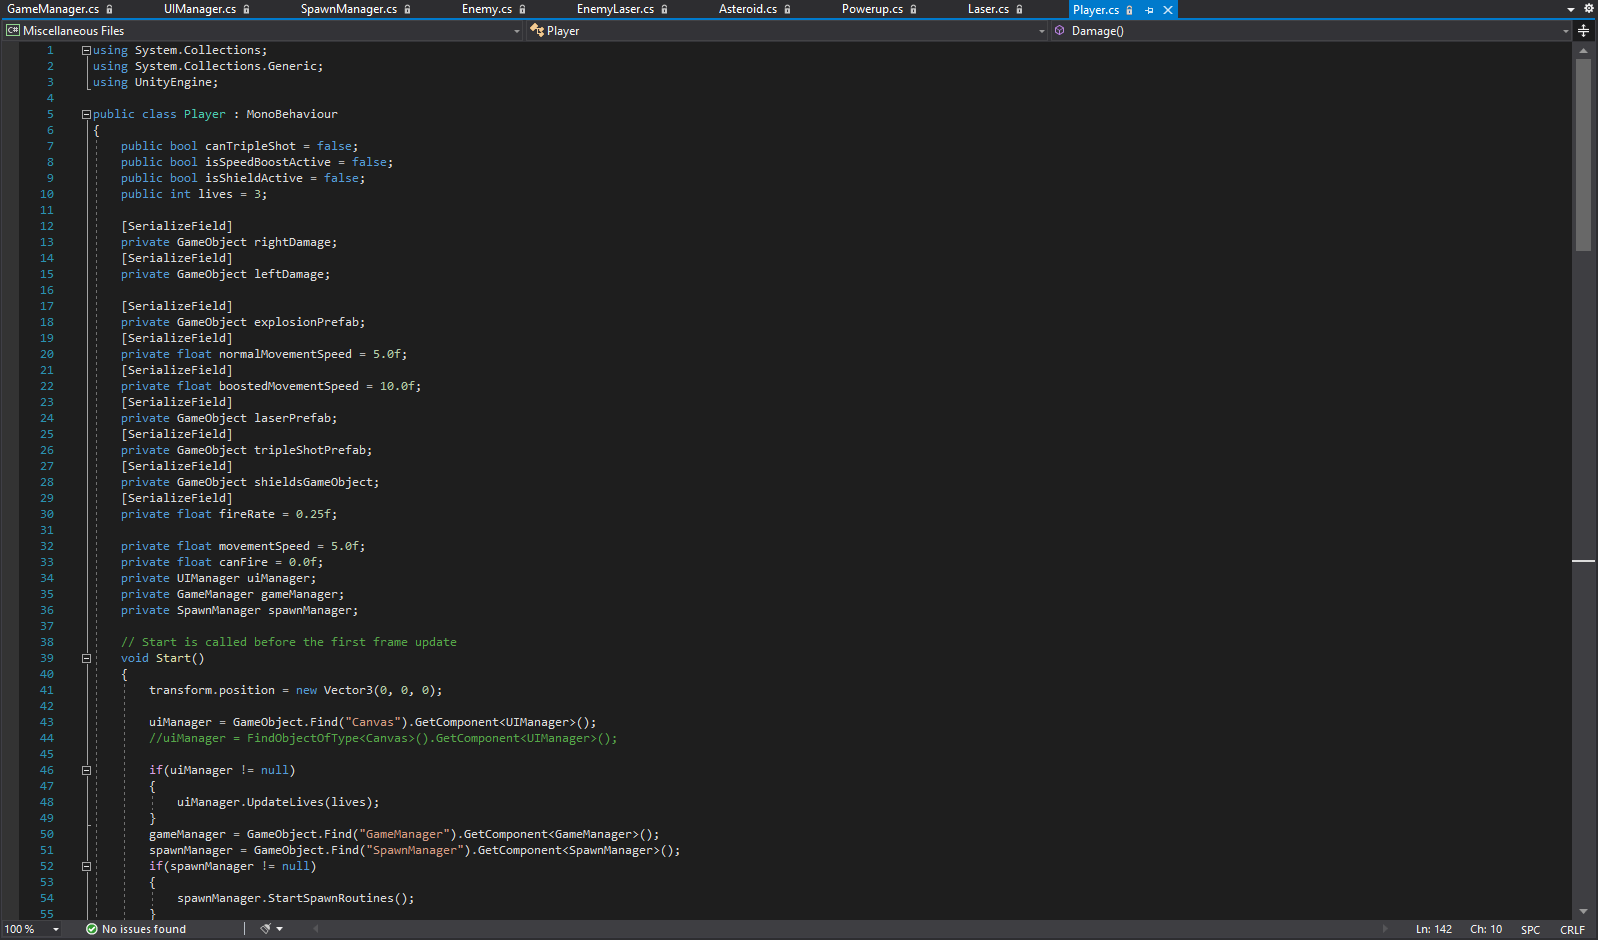 GameManager.cs UIManager.cs SpawnManager.cs Enemy.cs EnemyLaser.cs Asteroid.cs Powerup.cs Laser.cs Player.cs
C# Miscellaneous Files Player Damage()
1 using System.Collections;
2 using System.Collections.Generic;
3 using UnityEngine;
4
5 public class Player : MonoBehaviour
6 {
7 public bool canTripleShot = false;
8 public bool isSpeedBoostActive = false;
9 public bool isShieldActive = false;
10 public int lives = 3;
11
12 [SerializeField]
13 private GameObject rightDamage;
14 [SerializeField]
15 private GameObject leftDamage;
16
17 [SerializeField]
18 private GameObject explosionPrefab;
19 [SerializeField]
20 private float normalMovementSpeed = 5.0f;
21 [SerializeField]
22 private float boostedMovementSpeed = 10.0f;
23 [SerializeField]
24 private GameObject laserPrefab;
25 [SerializeField]
26 private GameObject tripleShotPrefab;
27 [SerializeField]
28 private GameObject shieldsGameObject;
29 [SerializeField]
30 private float fireRate = 0.25f;
31
32 private float movementSpeed = 5.0f;
33 private float canFire = 0.0f;
34 private UIManager uiManager;
35 private GameManager gameManager;
36 private SpawnManager spawnManager;
37
38 // Start is called before the first frame update
39 void Start()
40 {
41 transform.position = new Vector3(0, 0, 0);
42
43 uiManager = GameObject.Find("Canvas").GetComponent<UIManager>();
44 //uiManager = FindObjectOfType<Canvas>().GetComponent<UIManager>();
45
46 if(uiManager != null)
47 {
48 uiManager.UpdateLives(lives);
49 }
50 gameManager = GameObject.Find("GameManager").GetComponent<GameManager>();
51 spawnManager = GameObject.Find("SpawnManager").GetComponent<SpawnManager>();
52 if(spawnManager != null)
53 {
54 spawnManager.StartSpawnRoutines();
55 }
100 % No issues found Ln: 142 Ch: 10 SPC CRLF